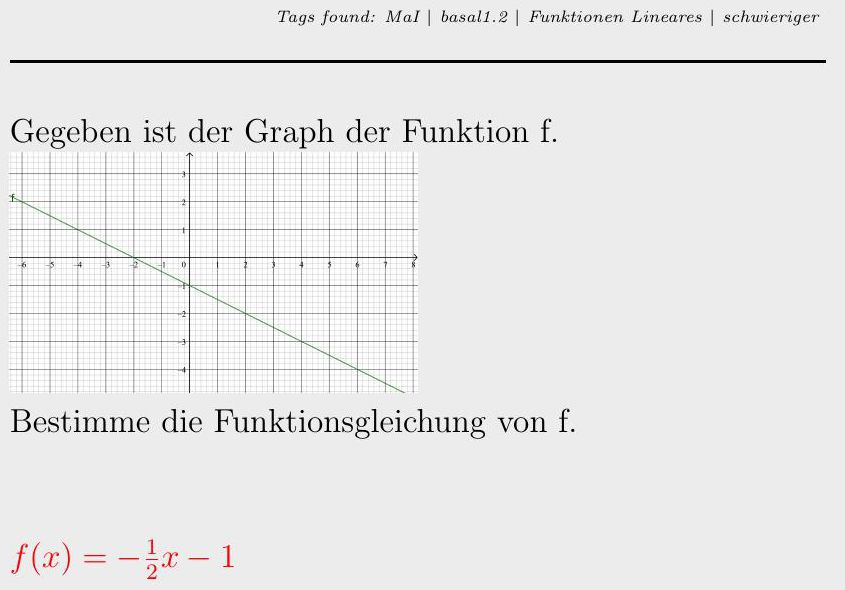 Tags found: MaI | basal1.2 | Funktionen Lineares | schwieriger
Gegeben ist der Graph der Funktion f.
f
3
2
1
-6 -5 -4 -3 -2 -1 0 1 2 3 4 5 6 7 8
-1
-2
-3
-4
Bestimme die Funktionsgleichung von f.
f(x) = −½x − 1